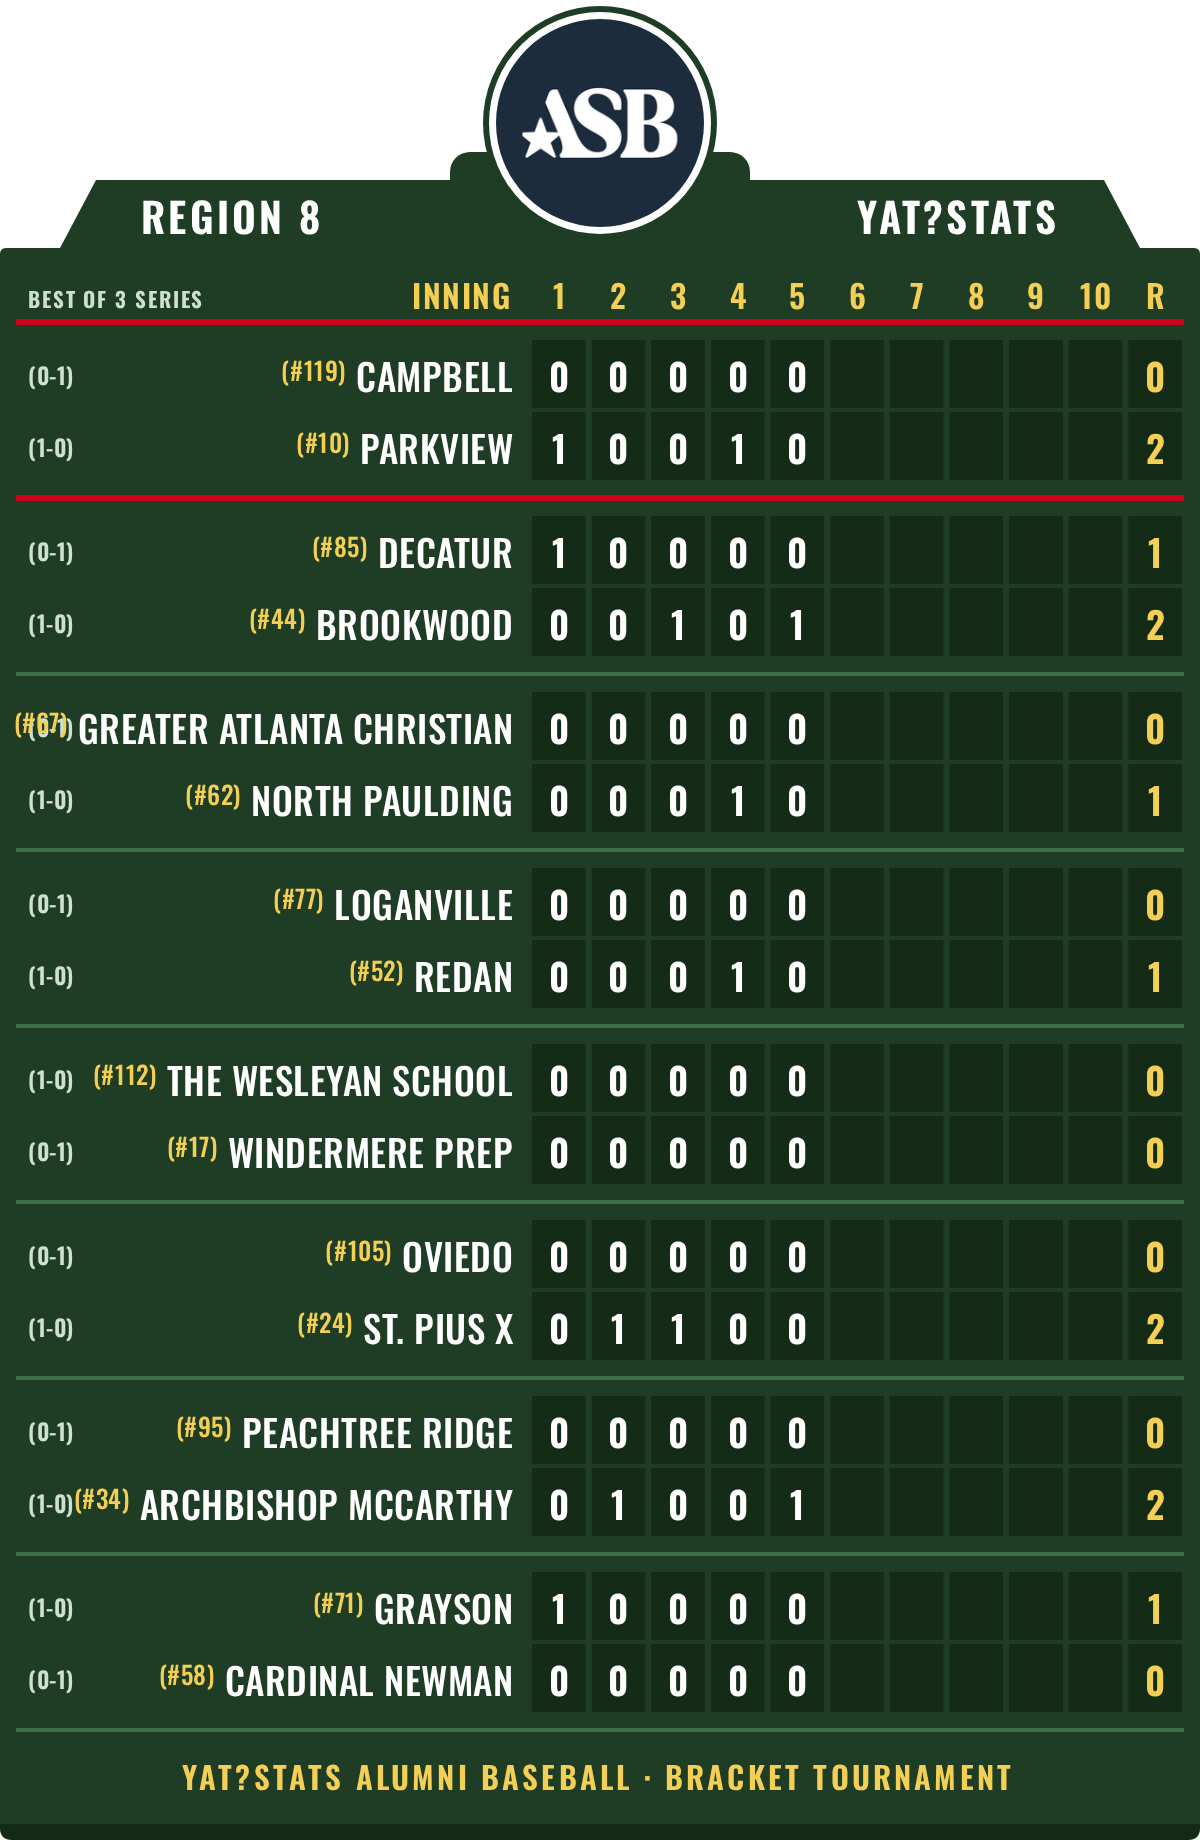 ASB
REGION 8 YAT?STATS
BEST OF 3 SERIES INNING 1 2 3 4 5 6 7 8 9 10 R
(0-1) (#119) CAMPBELL 0 0 0 0 0 0
(1-0) (#10) PARKVIEW 1 0 0 1 0 2
(0-1) (#85) DECATUR 1 0 0 0 0 1
(1-0) (#44) BROOKWOOD 0 0 1 0 1 2
(0-1) (#67) GREATER ATLANTA CHRISTIAN 0 0 0 0 0 0
(1-0) (#62) NORTH PAULDING 0 0 0 1 0 1
(0-1) (#77) LOGANVILLE 0 0 0 0 0 0
(1-0) (#52) REDAN 0 0 0 1 0 1
(1-0) (#112) THE WESLEYAN SCHOOL 0 0 0 0 0 0
(0-1) (#17) WINDERMERE PREP 0 0 0 0 0 0
(0-1) (#105) OVIEDO 0 0 0 0 0 0
(1-0) (#24) ST. PIUS X 0 1 1 0 0 2
(0-1) (#95) PEACHTREE RIDGE 0 0 0 0 0 0
(1-0) (#34) ARCHBISHOP MCCARTHY 0 1 0 0 1 2
(1-0) (#71) GRAYSON 1 0 0 0 0 1
(0-1) (#58) CARDINAL NEWMAN 0 0 0 0 0 0
YAT?STATS ALUMNI BASEBALL · BRACKET TOURNAMENT